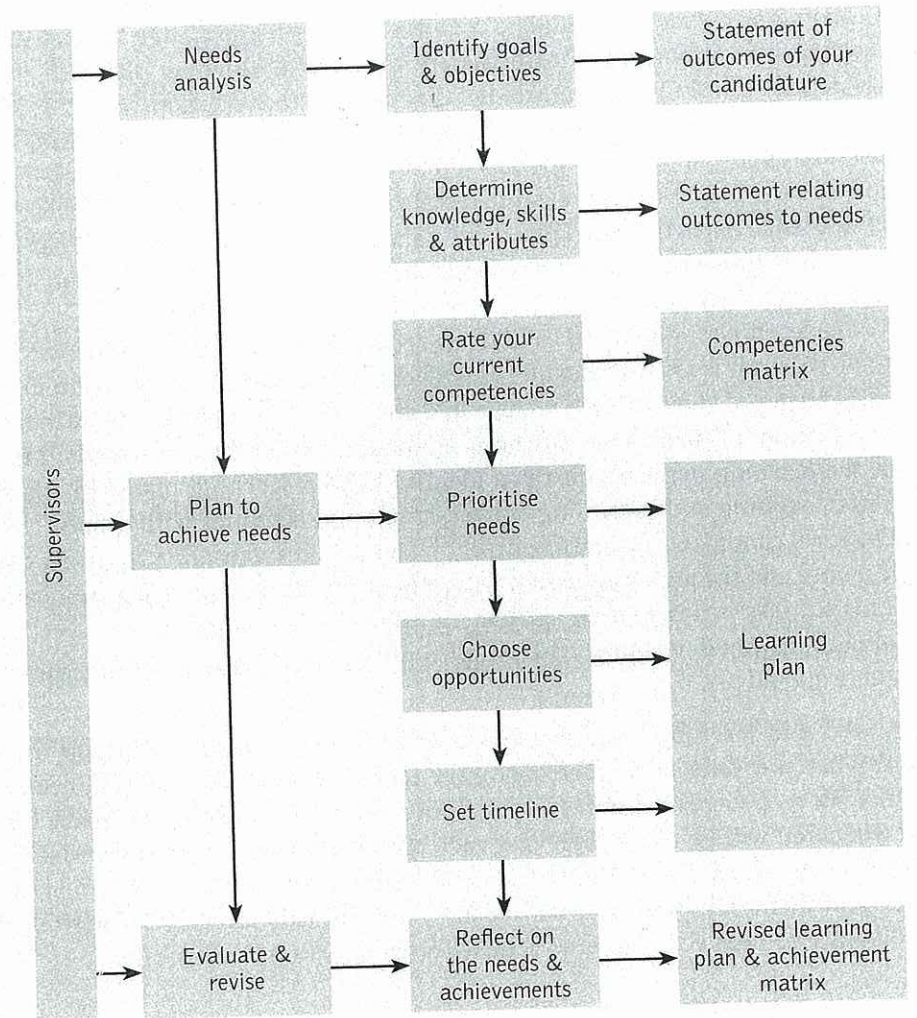 Supervisors
Needs
analysis
Identify goals
& objectives
Statement of
outcomes of your
candidature
Determine
knowledge, skills
& attributes
Statement relating
outcomes to needs
Rate your
current
competencies
Competencies
matrix
Plan to
achieve needs
Prioritise
needs
Choose
opportunities
Learning
plan
Set timeline
Evaluate &
revise
Reflect on
the needs &
achievements
Revised learning
plan & achievement
matrix